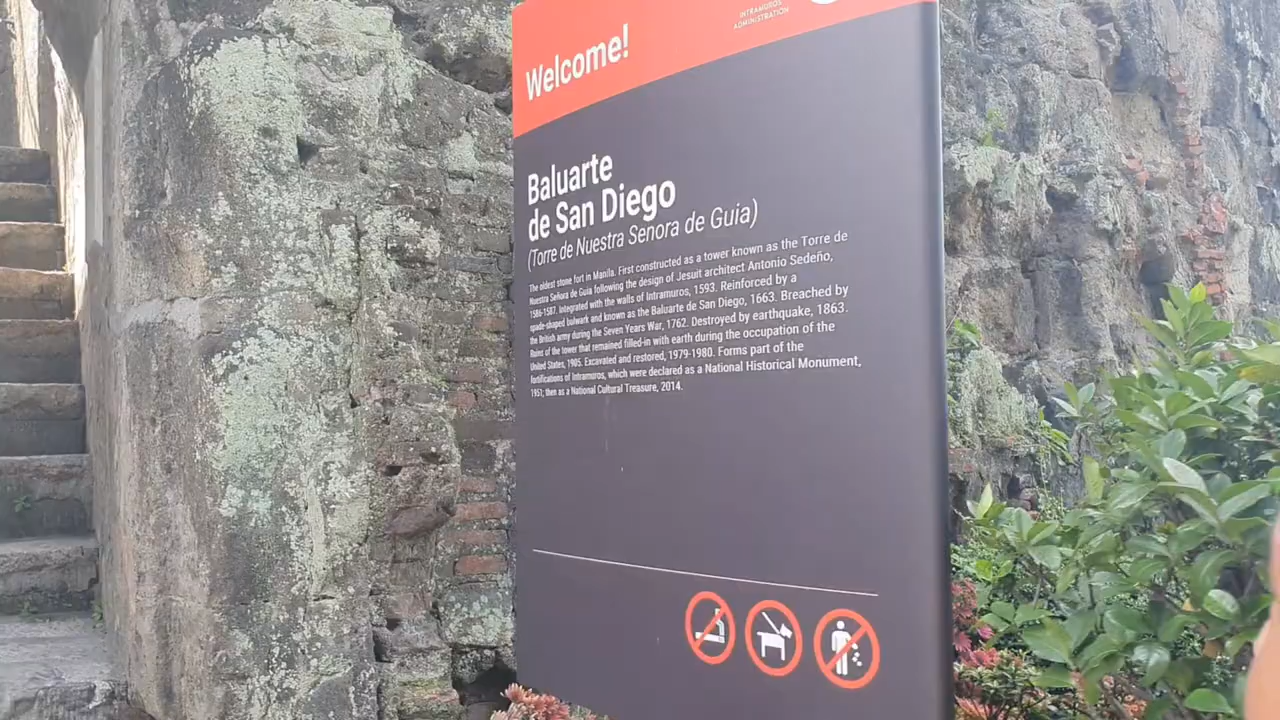 INTRAMUROS
ADMINISTRATION
Welcome!
Baluarte
de San Diego
(Torre de Nuestra Senora de Guia)
The oldest stone fort in Manila. First constructed as a tower known as the Torre de
Nuestra Señora de Guia following the design of Jesuit architect Antonio Sedeño,
1586-1587. Integrated with the walls of Intramuros, 1593. Reinforced by a
spade-shaped bulwark and known as the Baluarte de San Diego, 1663. Breached by
the British army during the Seven Years War, 1762. Destroyed by earthquake, 1863.
Ruins of the tower that remained filled-in with earth during the occupation of the
United States, 1905. Excavated and restored, 1979-1980. Forms part of the
fortifications of Intramuros, which were declared as a National Historical Monument,
1951; then as a National Cultural Treasure, 2014.